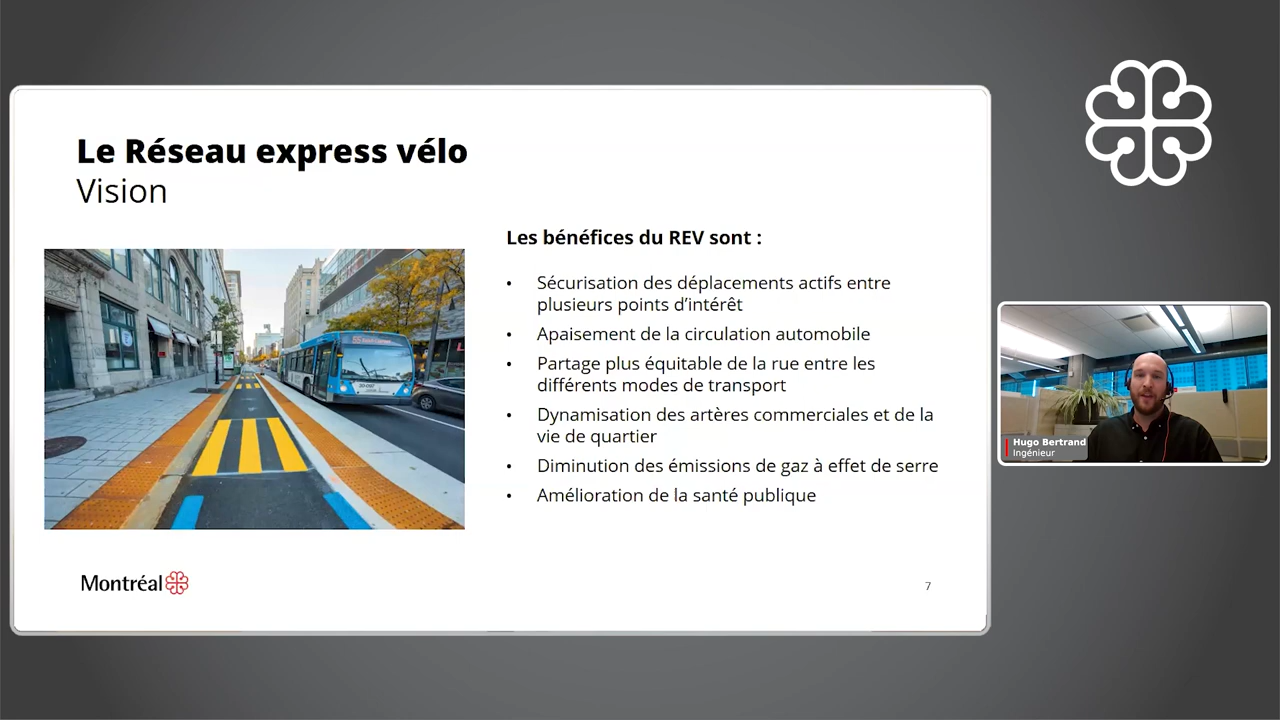 Le Réseau express vélo
Vision
Les bénéfices du REV sont :
• Sécurisation des déplacements actifs entre
plusieurs points d'intérêt
• Apaisement de la circulation automobile
• Partage plus équitable de la rue entre les
différents modes de transport
• Dynamisation des artères commerciales et de la
vie de quartier
• Diminution des émissions de gaz à effet de serre
• Amélioration de la santé publique
Hugo Bertrand
Ingénieur
Montréal
7